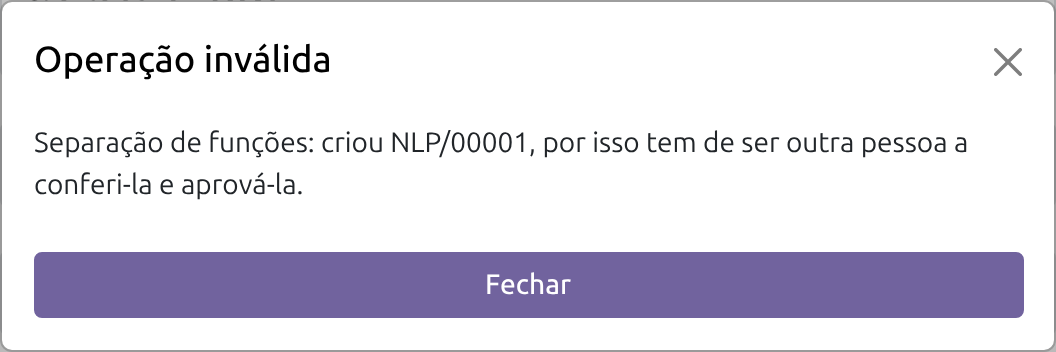 Operação inválida
Separação de funções: criou NLP/00001, por isso tem de ser outra pessoa a
conferi-la e aprová-la.
Fechar